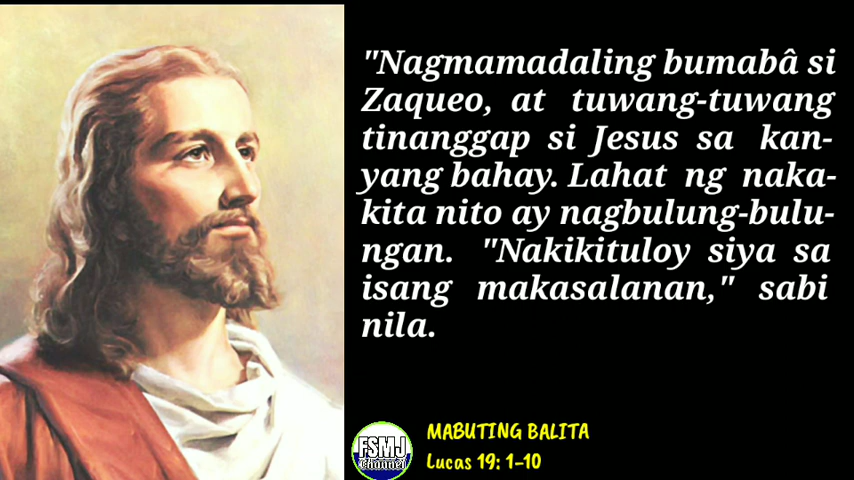 "Nagmamadaling bumabâ si
Zaqueo, at tuwang-tuwang
tinanggap si Jesus sa kan-
yang bahay. Lahat ng naka-
kita nito ay nagbulung-bulu-
ngan. "Nakikituloy siya sa
isang makasalanan," sabi
nila.
FSMJ
Channel
MABUTING BALITA
Lucas 19: 1-10